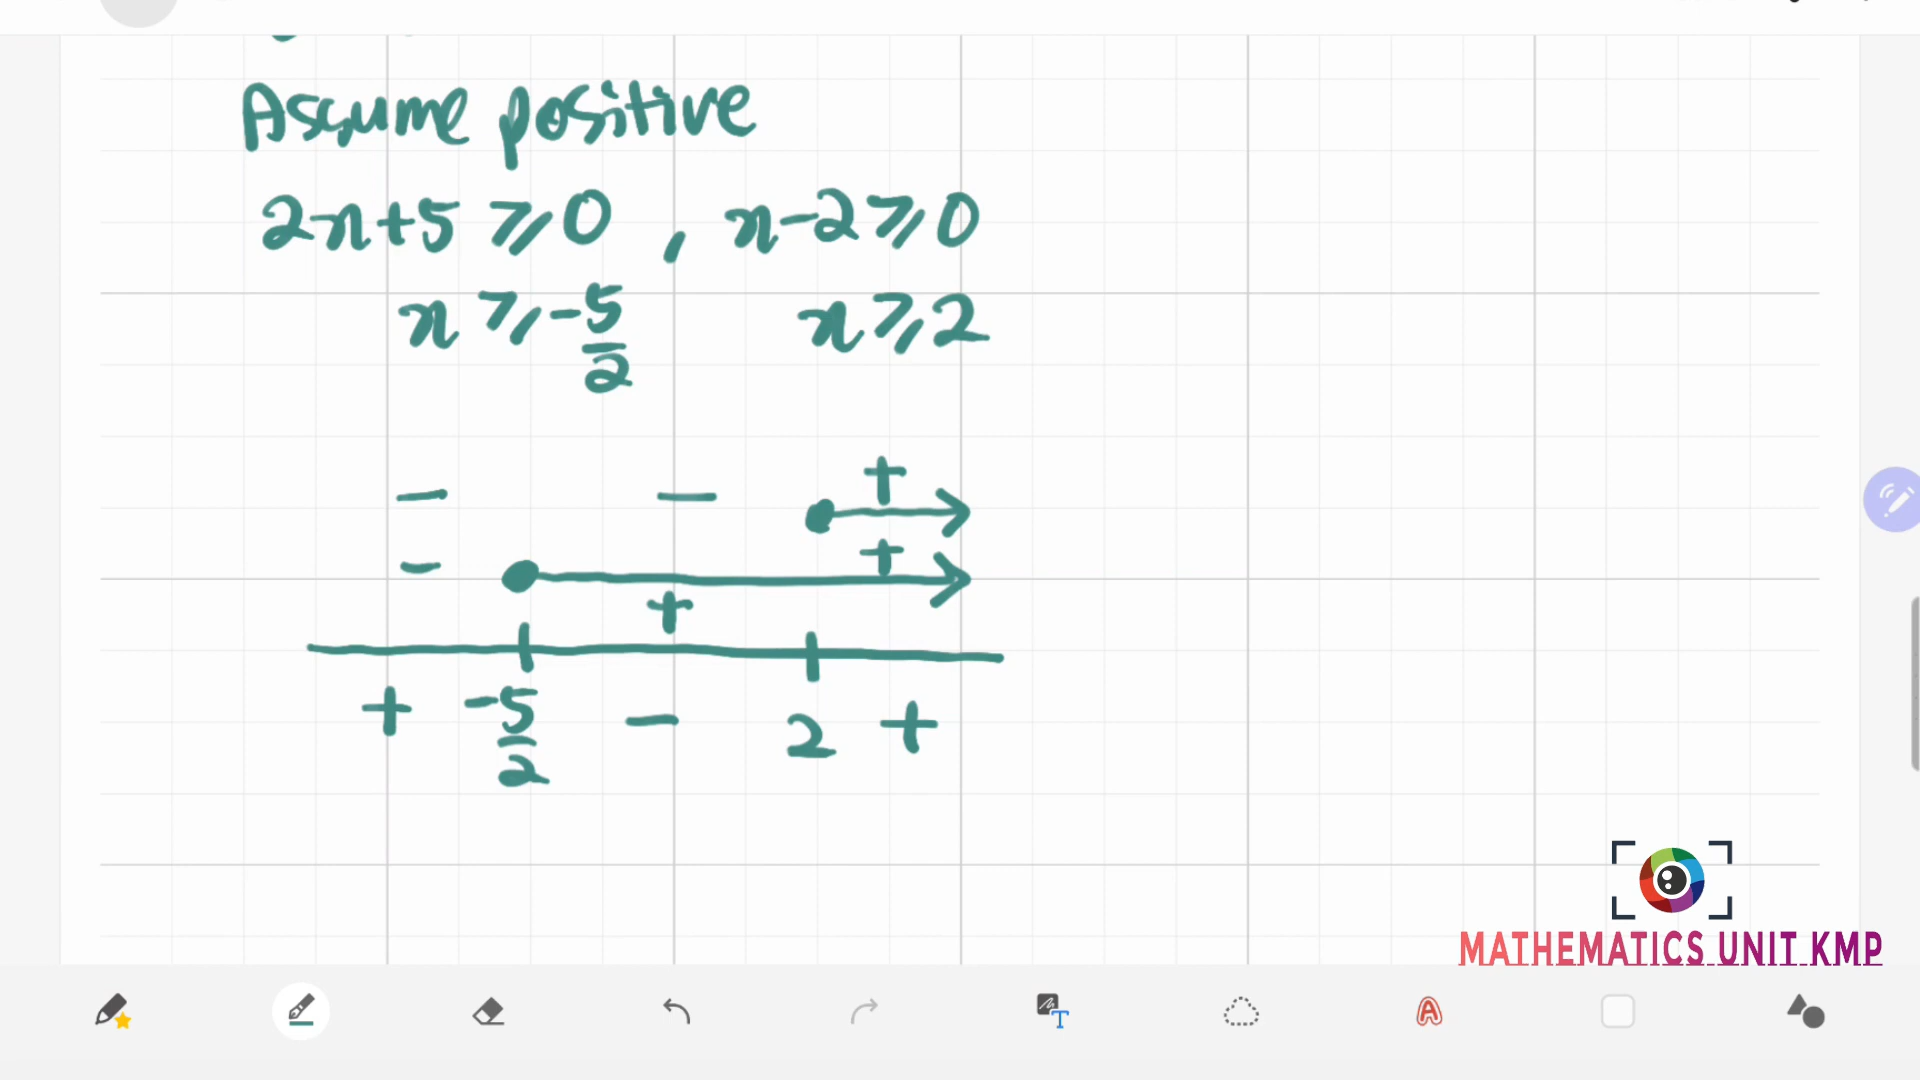 Assume positive
2x+5 ≥ 0 , x-2 ≥ 0
x ≥ -5/2 x ≥ 2
+
- -
+
-
+
+ -5/2 - 2 +
MATHEMATICS UNIT KMP